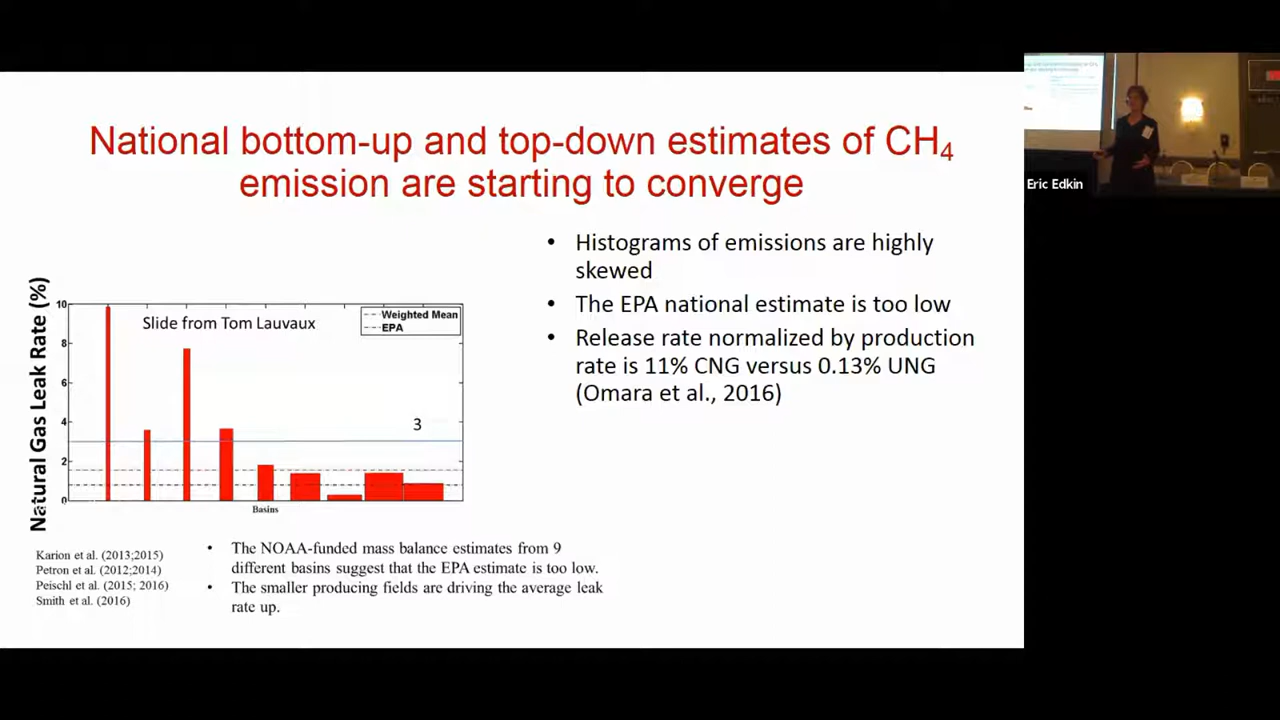 National bottom-up and top-down estimates of CH4
emission are starting to converge
• Histograms of emissions are highly
skewed
• The EPA national estimate is too low
• Release rate normalized by production
rate is 11% CNG versus 0.13% UNG
(Omara et al., 2016)
Natural Gas Leak Rate (%)
10
8
6
4
2
0
Slide from Tom Lauvaux
Weighted Mean
EPA
3
Basins
Karion et al. (2013;2015)
Petron et al. (2012;2014)
Peischl et al. (2015; 2016)
Smith et al. (2016)
• The NOAA-funded mass balance estimates from 9
different basins suggest that the EPA estimate is too low.
• The smaller producing fields are driving the average leak
rate up.
Eric Edkin